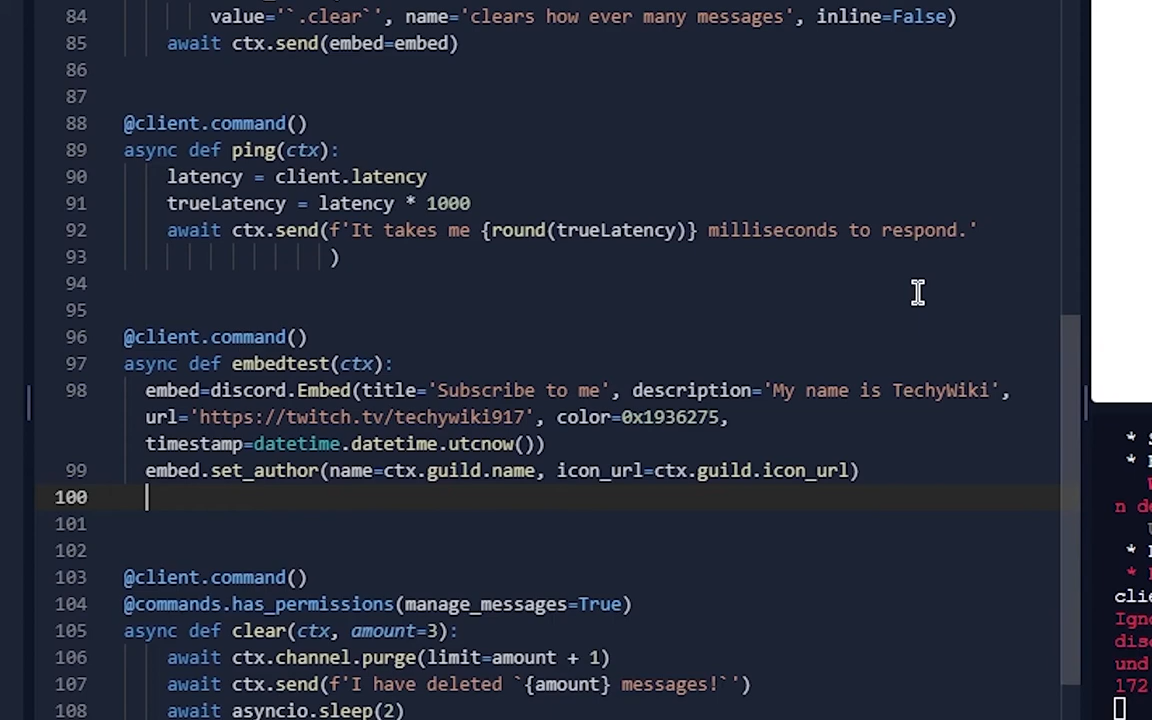 84 value='`.clear`', name='clears how ever many messages', inline=False)
85 await ctx.send(embed=embed)
86
87
88 @client.command()
89 async def ping(ctx):
90 latency = client.latency
91 trueLatency = latency * 1000
92 await ctx.send(f'It takes me {round(trueLatency)} milliseconds to respond.'
93 )
94
95
96 @client.command()
97 async def embedtest(ctx):
98 embed=discord.Embed(title='Subscribe to me', description='My name is TechyWiki',
url='https://twitch.tv/techywiki917', color=0x1936275,
timestamp=datetime.datetime.utcnow())
99 embed.set_author(name=ctx.guild.name, icon_url=ctx.guild.icon_url)
100
101
102
103 @client.command()
104 @commands.has_permissions(manage_messages=True)
105 async def clear(ctx, amount=3):
106 await ctx.channel.purge(limit=amount + 1)
107 await ctx.send(f'I have deleted `{amount} messages!`')
108 await asyncio.sleep(2)
*
*
n de
*
*
clie
Igno
disc
und
172